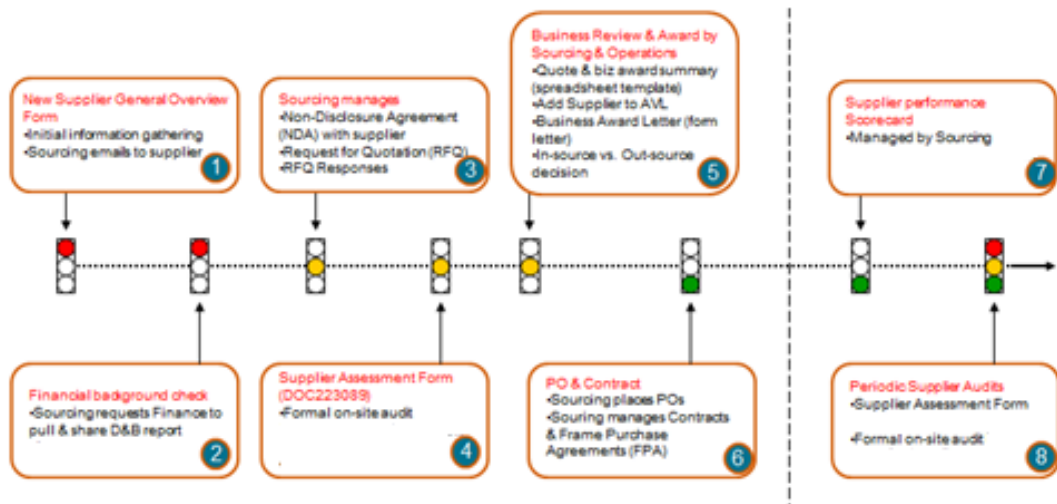 New Supplier General Overview
Form
•Initial information gathering
•Sourcing emails to supplier
1
Sourcing manages
•Non-Disclosure Agreement
(NDA) with supplier
•Request for Quotation (RFQ)
•RFQ Responses
3
Business Review & Award by
Sourcing & Operations
•Quote & biz award summary
(spreadsheet template)
•Add Supplier to AVL
•Business Award Letter (form
letter)
•In-source vs. Out-source
decision
5
Supplier performance
Scorecard
•Managed by Sourcing
7
Financial background check
•Sourcing requests Finance to
pull & share D&B report
2
Supplier Assessment Form
(DOC223089)
•Formal on-site audit
4
PO & Contract
•Sourcing places POs
•Souring manages Contracts
& Frame Purchase
Agreements (FPA)
6
Periodic Supplier Audits
•Supplier Assessment Form
•Formal on-site audit
8